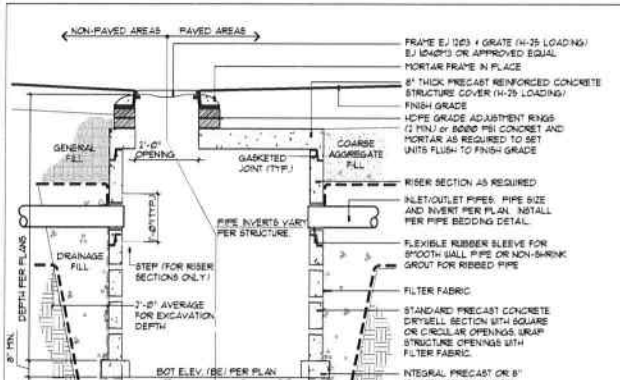 NON-PAVED AREAS
PAVED AREAS
FRAME EJ 1203 & GRATE (H-25 LOADING)
EJ 1040M3 OR APPROVED EQUAL
MORTAR FRAME IN PLACE
8" THICK PRECAST REINFORCED CONCRETE
STRUCTURE COVER (H-25 LOADING)
FINISH GRADE
HDPE GRADE ADJUSTMENT RINGS
(2 MIN.) or 8000 PSI CONCRET AND
MORTAR AS REQUIRED TO SET
UNITS FLUSH TO FINISH GRADE
GENERAL
FILL
2'-0"
OPENING
GASKETED
JOINT (TYP.)
COARSE
AGGREGATE
FILL
RISER SECTION AS REQUIRED
INLET/OUTLET PIPES. PIPE SIZE
AND INVERT PER PLAN. INSTALL
PER PIPE BEDDING DETAIL.
PIPE INVERTS VARY
PER STRUCTURE.
FLEXIBLE RUBBER SLEEVE FOR
SMOOTH WALL PIPE OR NON-SHRINK
GROUT FOR RIBBED PIPE
DRAINAGE
FILL
STEP (FOR RISER
SECTIONS ONLY)
DEPTH PER PLANS
FILTER FABRIC
2'-0" AVERAGE
FOR EXCAVATION
DEPTH
STANDARD PRECAST CONCRETE
DRYWELL SECTION WITH SQUARE
OR CIRCULAR OPENINGS. WRAP
STRUCTURE OPENINGS WITH
FILTER FABRIC.
8" MIN.
BOT ELEV. (BE) PER PLAN
INTEGRAL PRECAST OR 8"